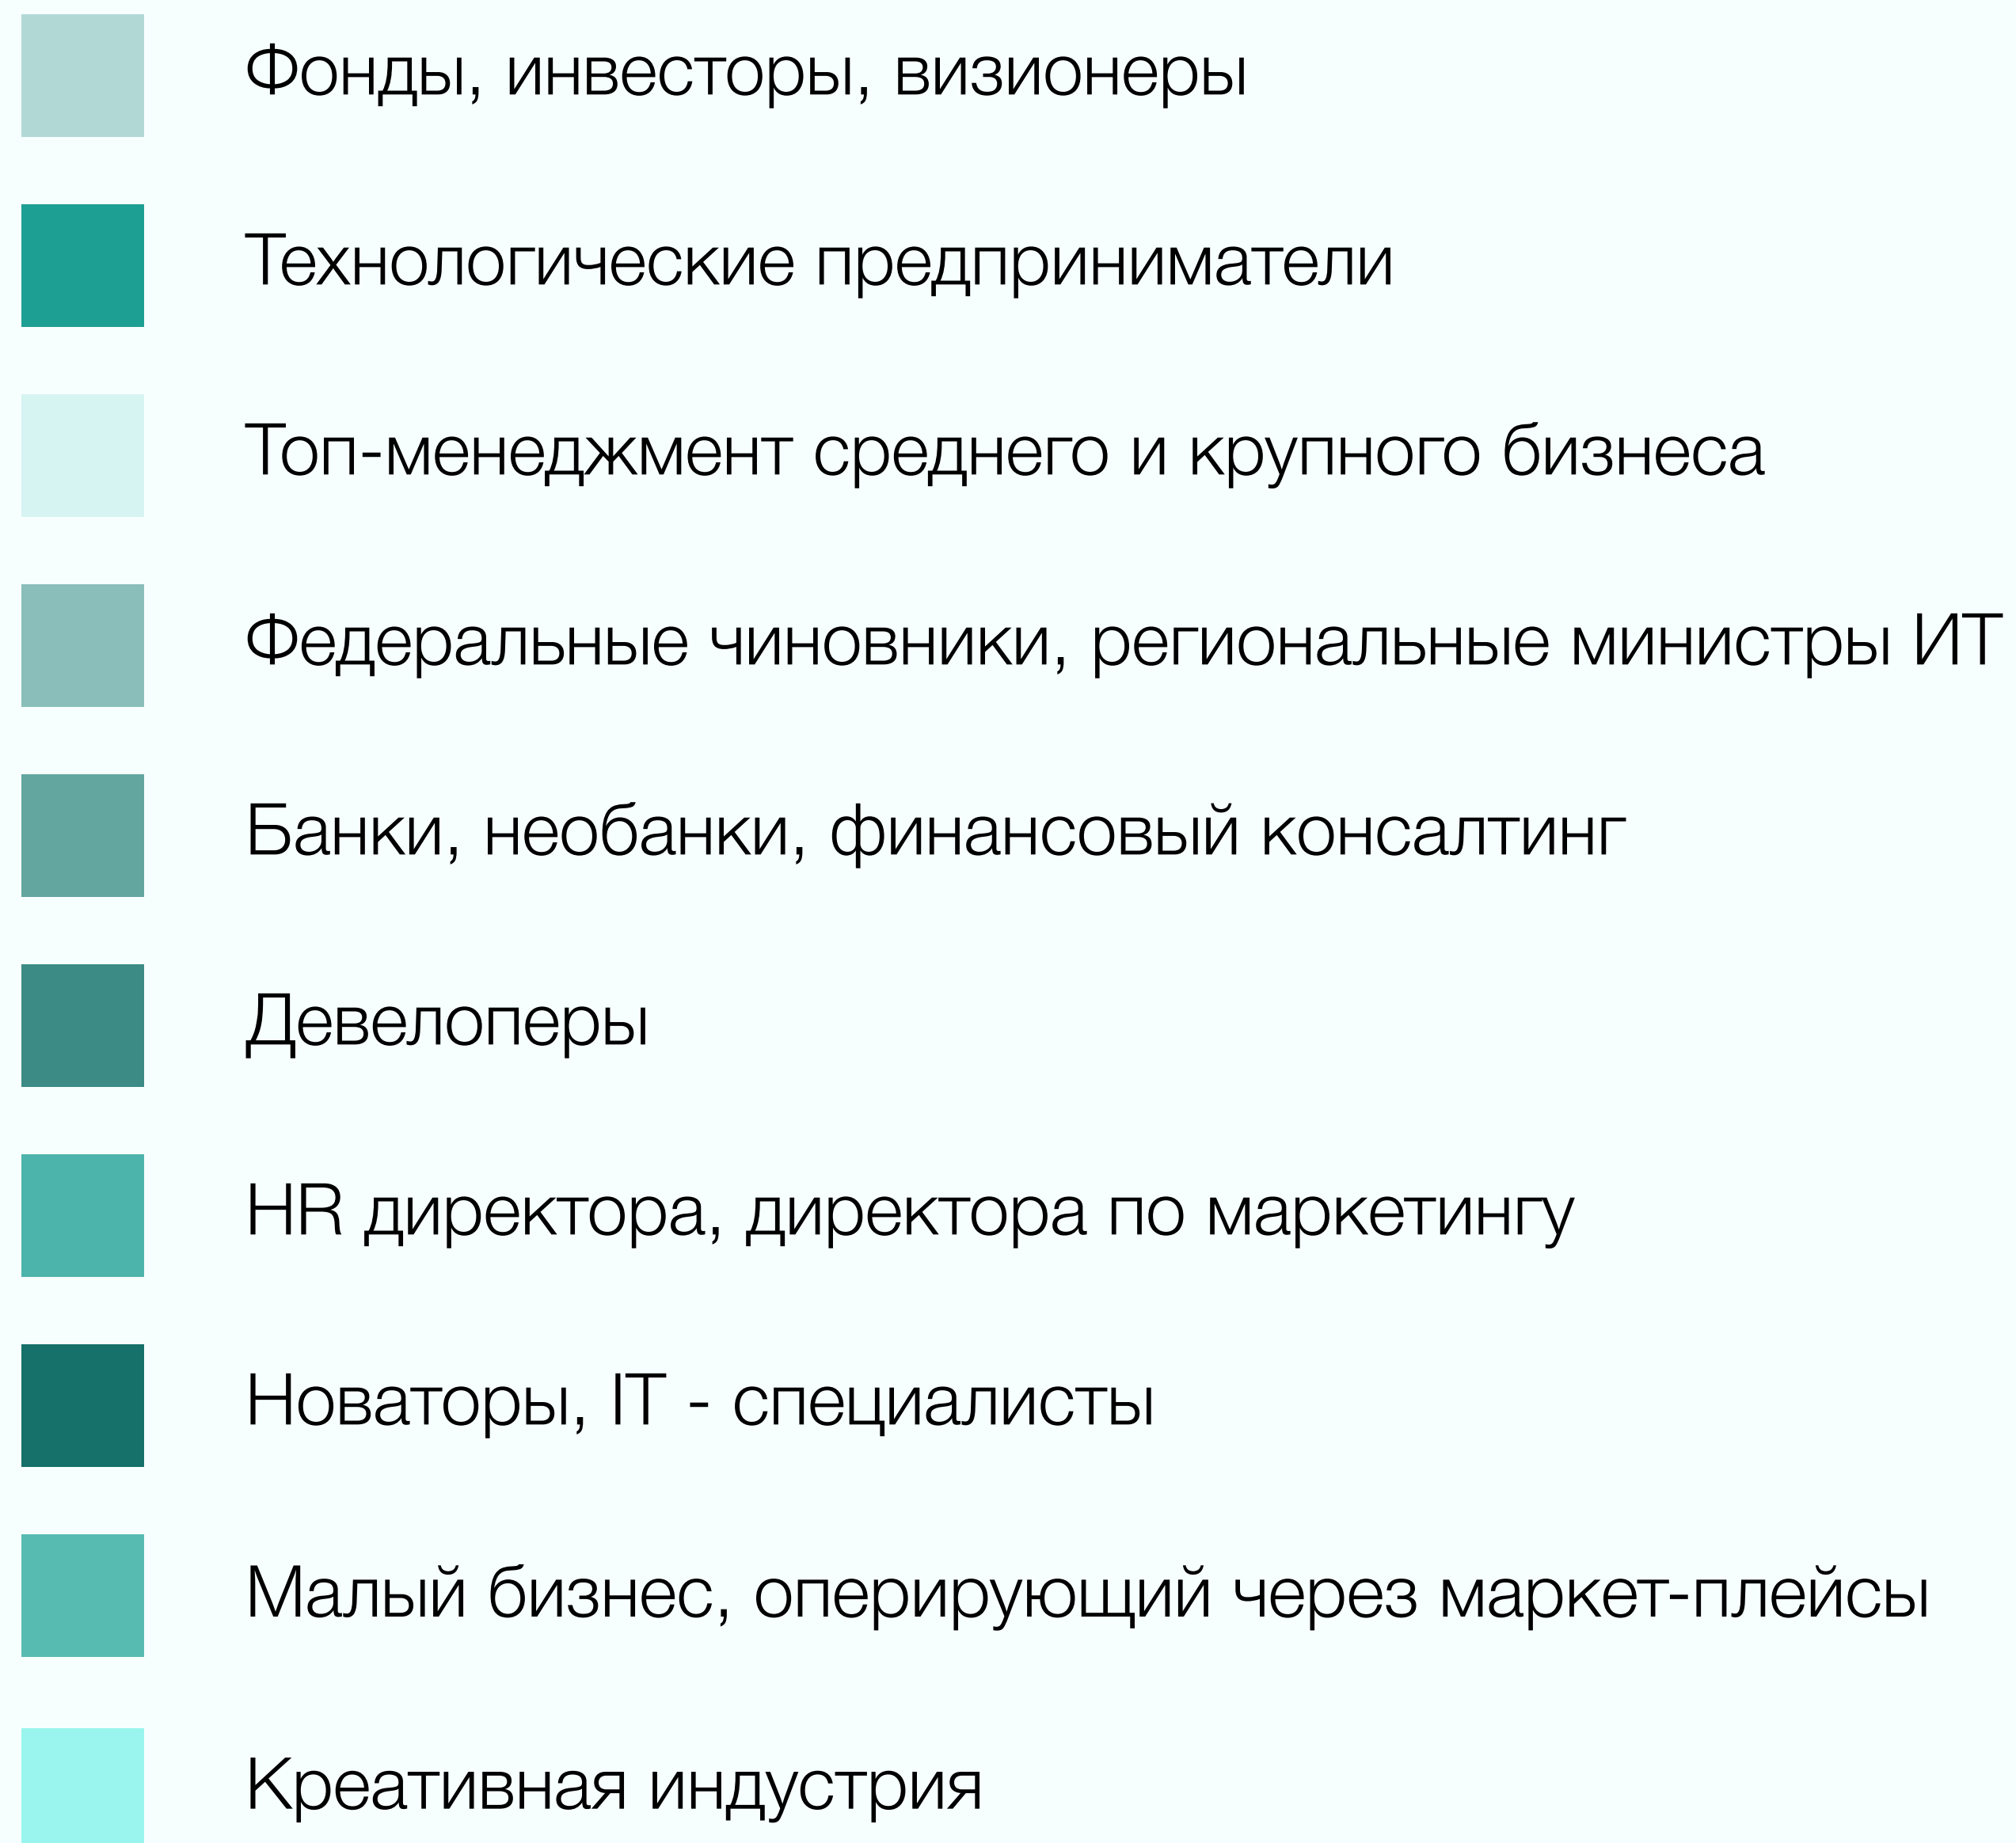 Фонды, инвесторы, визионеры
Технологические предприниматели
Топ-менеджмент среднего и крупного бизнеса
Федеральные чиновники, региональные министры ИТ
Банки, необанки, финансовый консалтинг
Девелоперы
HR директора, директора по маркетингу
Новаторы, IT - специалисты
Малый бизнес, оперирующий через маркет-плейсы
Креативная индустрия